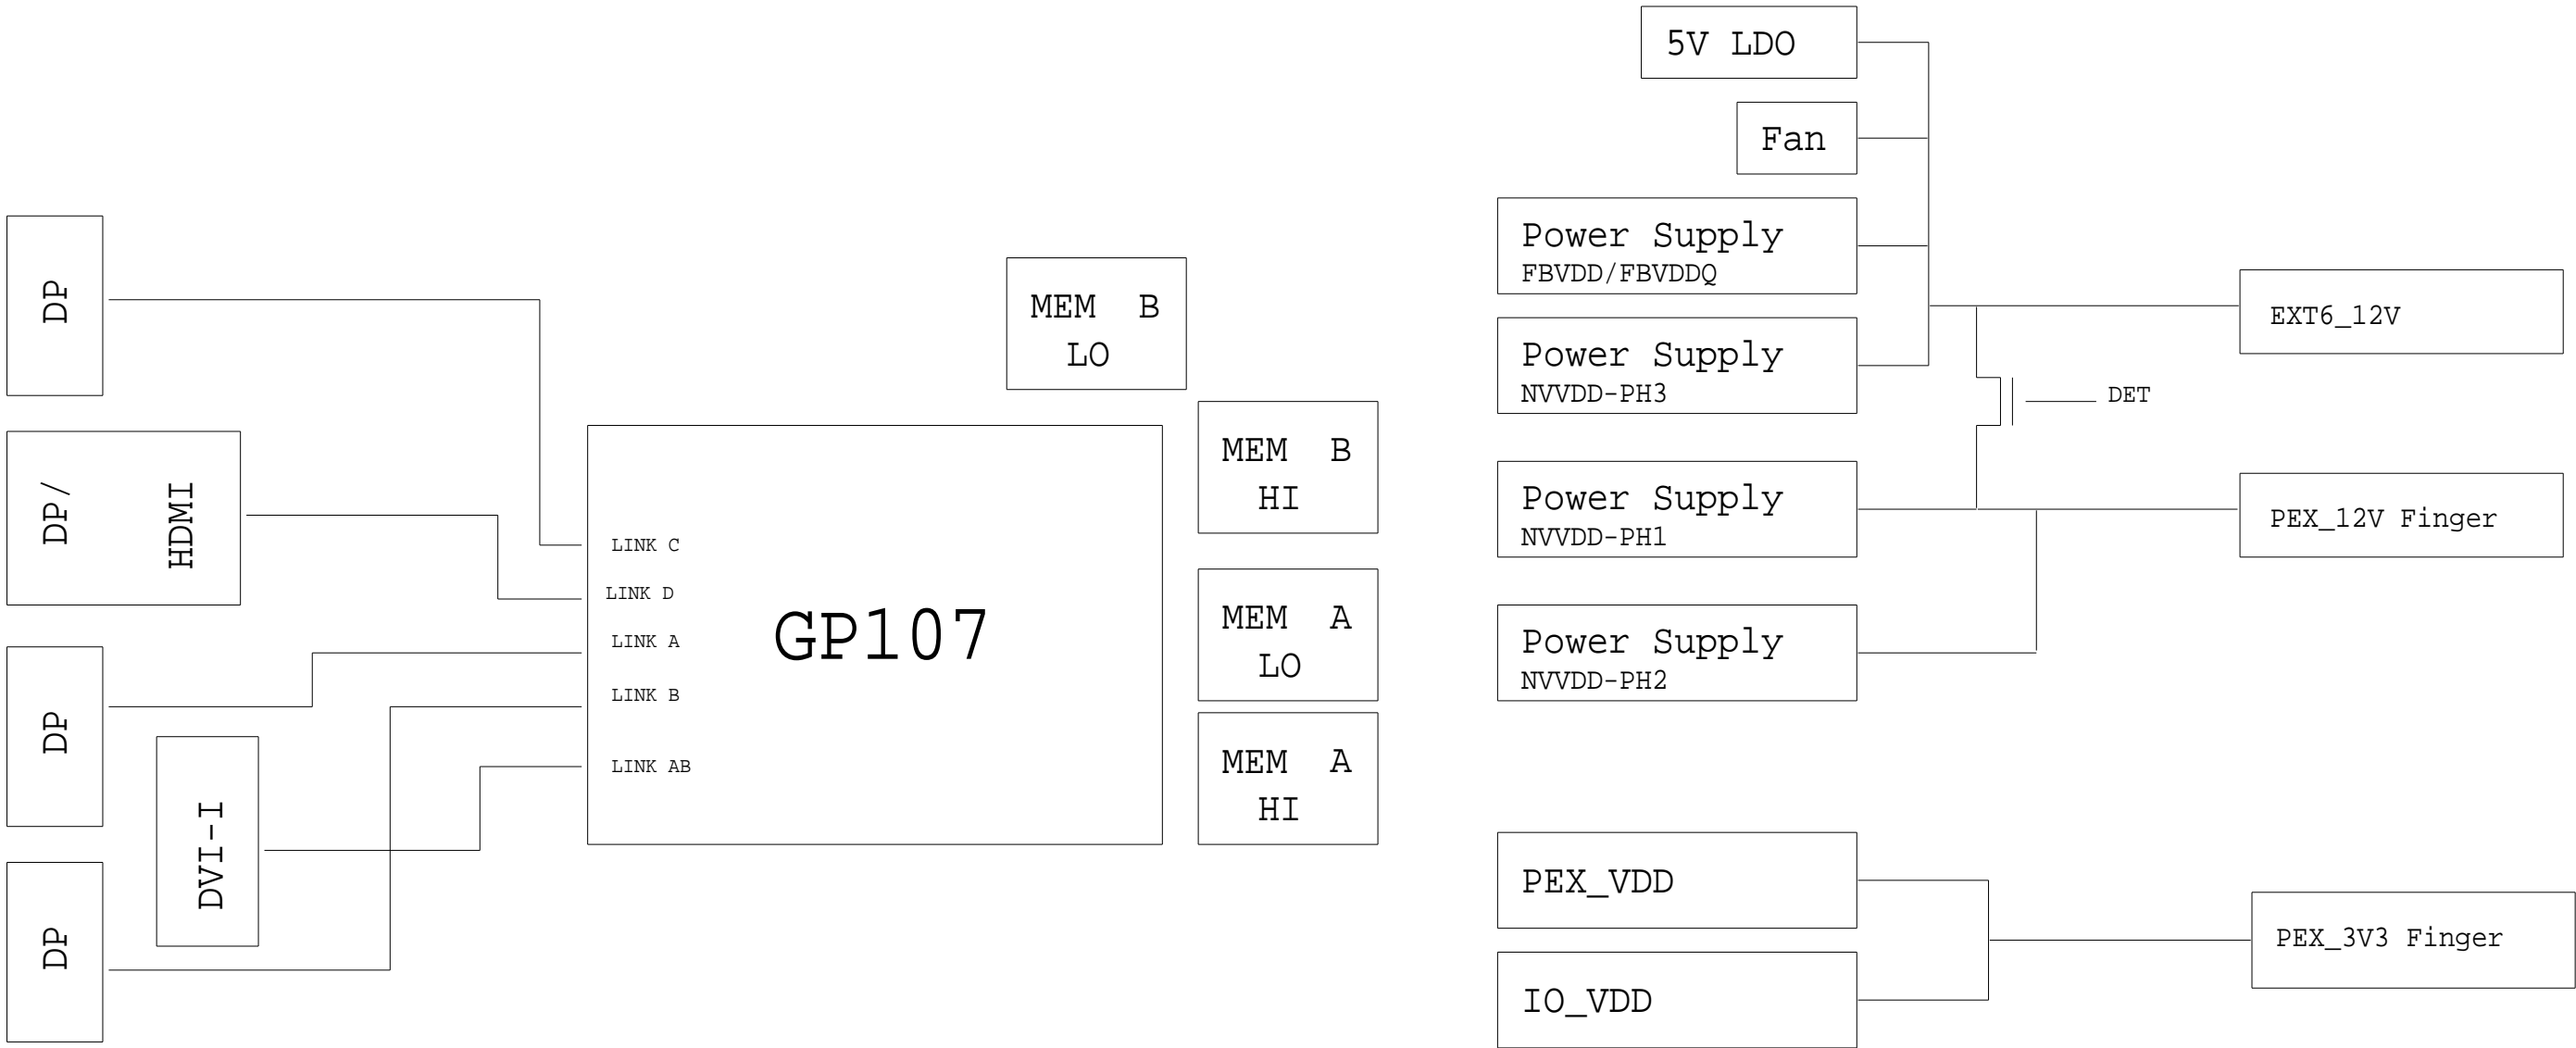 5V LDO
Fan
Power Supply
FBVDD/FBVDDQ
Power Supply
NVVDD-PH3
Power Supply
NVVDD-PH1
Power Supply
NVVDD-PH2
PEX_VDD
IO_VDD
EXT6_12V
DET
PEX_12V Finger
PEX_3V3 Finger
DP
DP/
HDMI
DP
DVI-I
DP
LINK C
LINK D
LINK A
LINK B
LINK AB
GP107
MEM B
LO
MEM B
HI
MEM A
LO
MEM A
HI